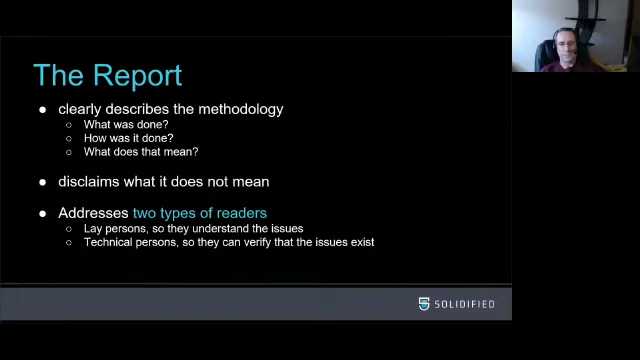 The Report
● clearly describes the methodology
○ What was done?
○ How was it done?
○ What does that mean?
● disclaims what it does not mean
● Addresses two types of readers
○ Lay persons, so they understand the issues
○ Technical persons, so they can verify that the issues exist
SOLIDIFIED